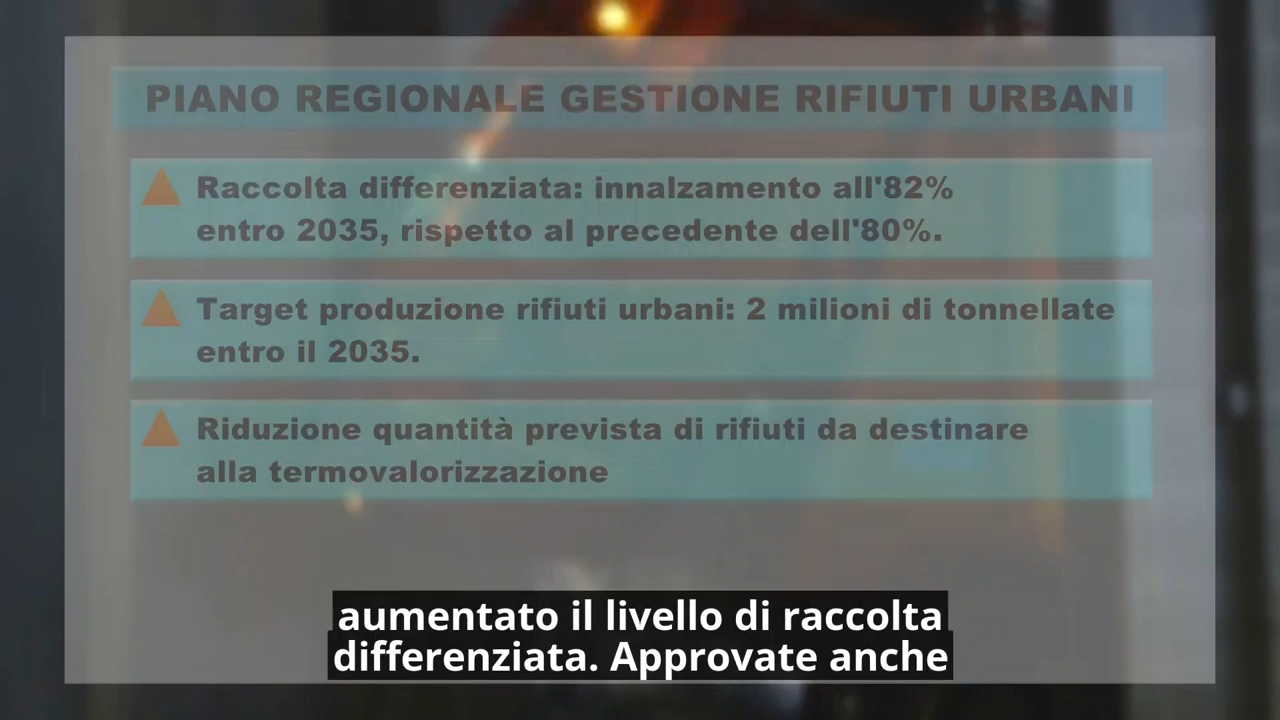 PIANO REGIONALE GESTIONE RIFIUTI URBANI
Raccolta differenziata: innalzamento all'82%
entro 2035, rispetto al precedente dell'80%.
Target produzione rifiuti urbani: 2 milioni di tonnellate
entro il 2035.
Riduzione quantità prevista di rifiuti da destinare
alla termovalorizzazione
aumentato il livello di raccolta
differenziata. Approvate anche